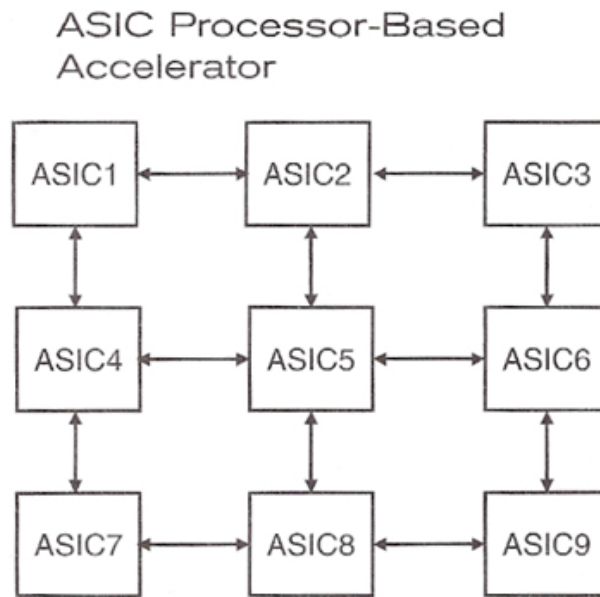 ASIC Processor-Based
Accelerator
ASIC1 ASIC2 ASIC3
ASIC4 ASIC5 ASIC6
ASIC7 ASIC8 ASIC9